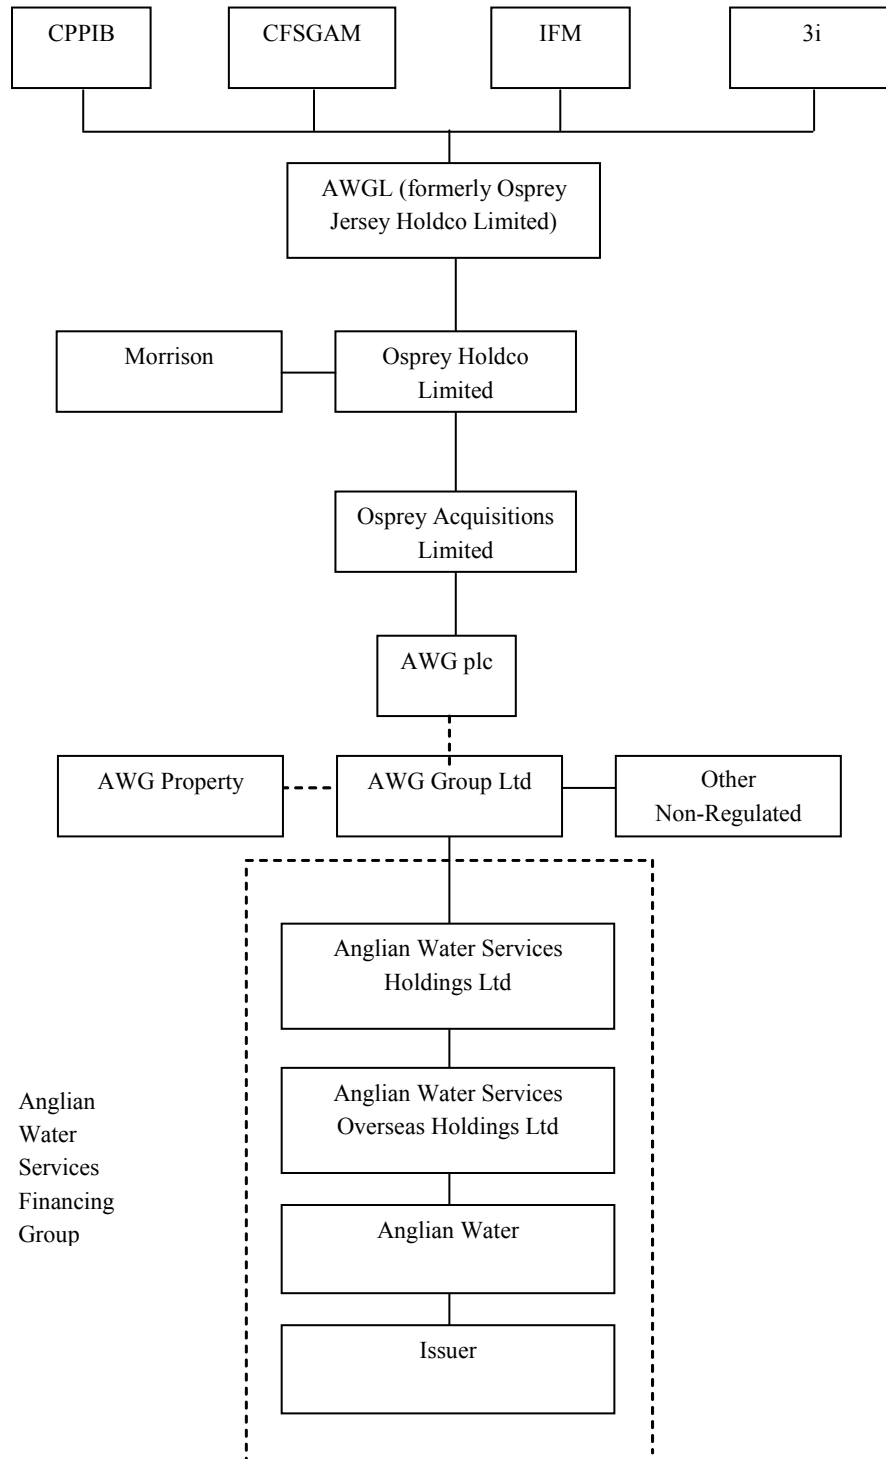 CPPIB
CFSGAM
IFM
3i
AWGL (formerly Osprey
Jersey Holdco Limited)
Morrison
Osprey Holdco
Limited
Osprey Acquisitions
Limited
AWG plc
AWG Property
AWG Group Ltd
Other
Non-Regulated
Anglian Water Services
Holdings Ltd
Anglian Water Services
Overseas Holdings Ltd
Anglian
Water
Services
Financing
Group
Anglian Water
Issuer